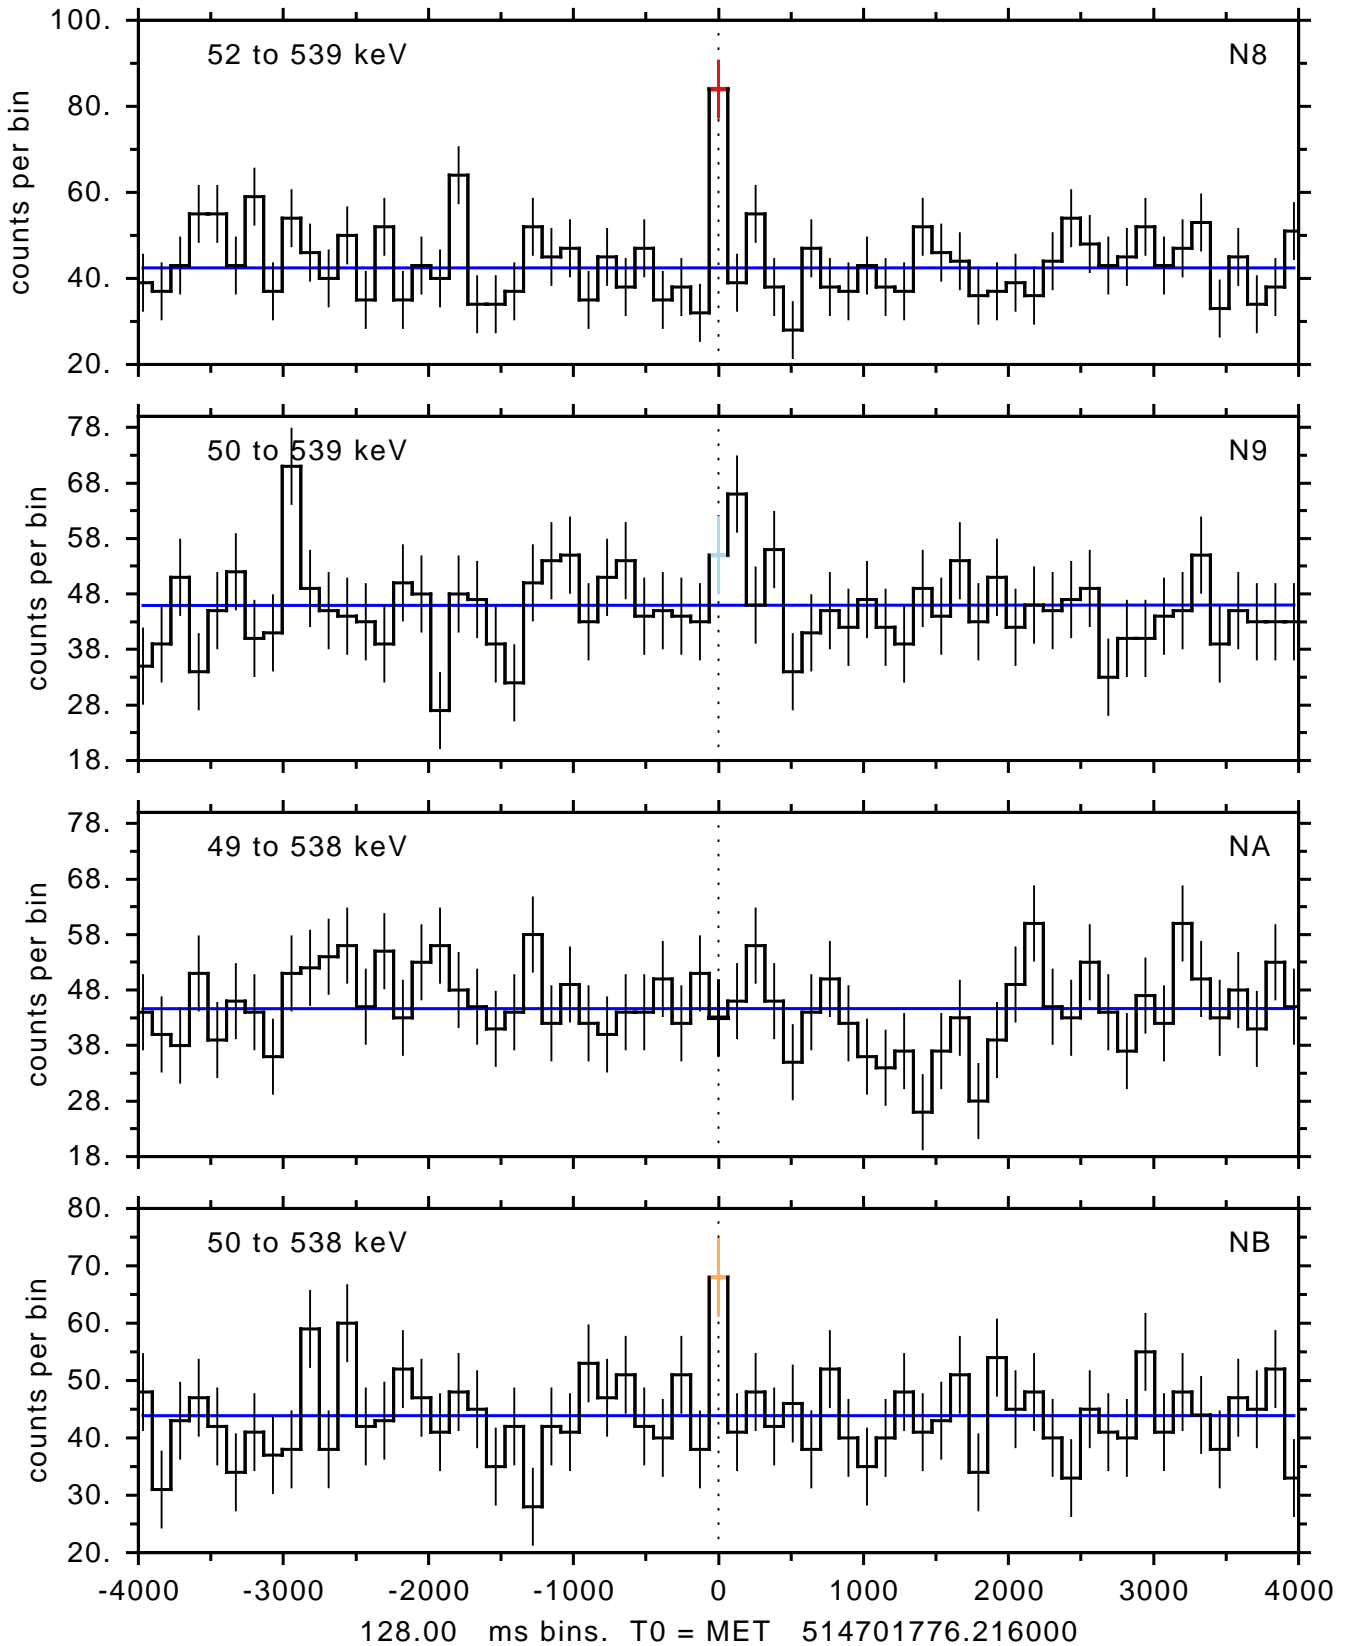 100.
52 to 539 keV N8
80.
60.
40.
20.
counts per bin
78.
50 to 539 keV N9
68.
58.
48.
38.
28.
18.
counts per bin
78.
49 to 538 keV NA
68.
58.
48.
38.
28.
18.
counts per bin
80.
50 to 538 keV NB
70.
60.
50.
40.
30.
20.
counts per bin
-4000 -3000 -2000 -1000 0 1000 2000 3000 4000
128.00 ms bins. T0 = MET 514701776.216000